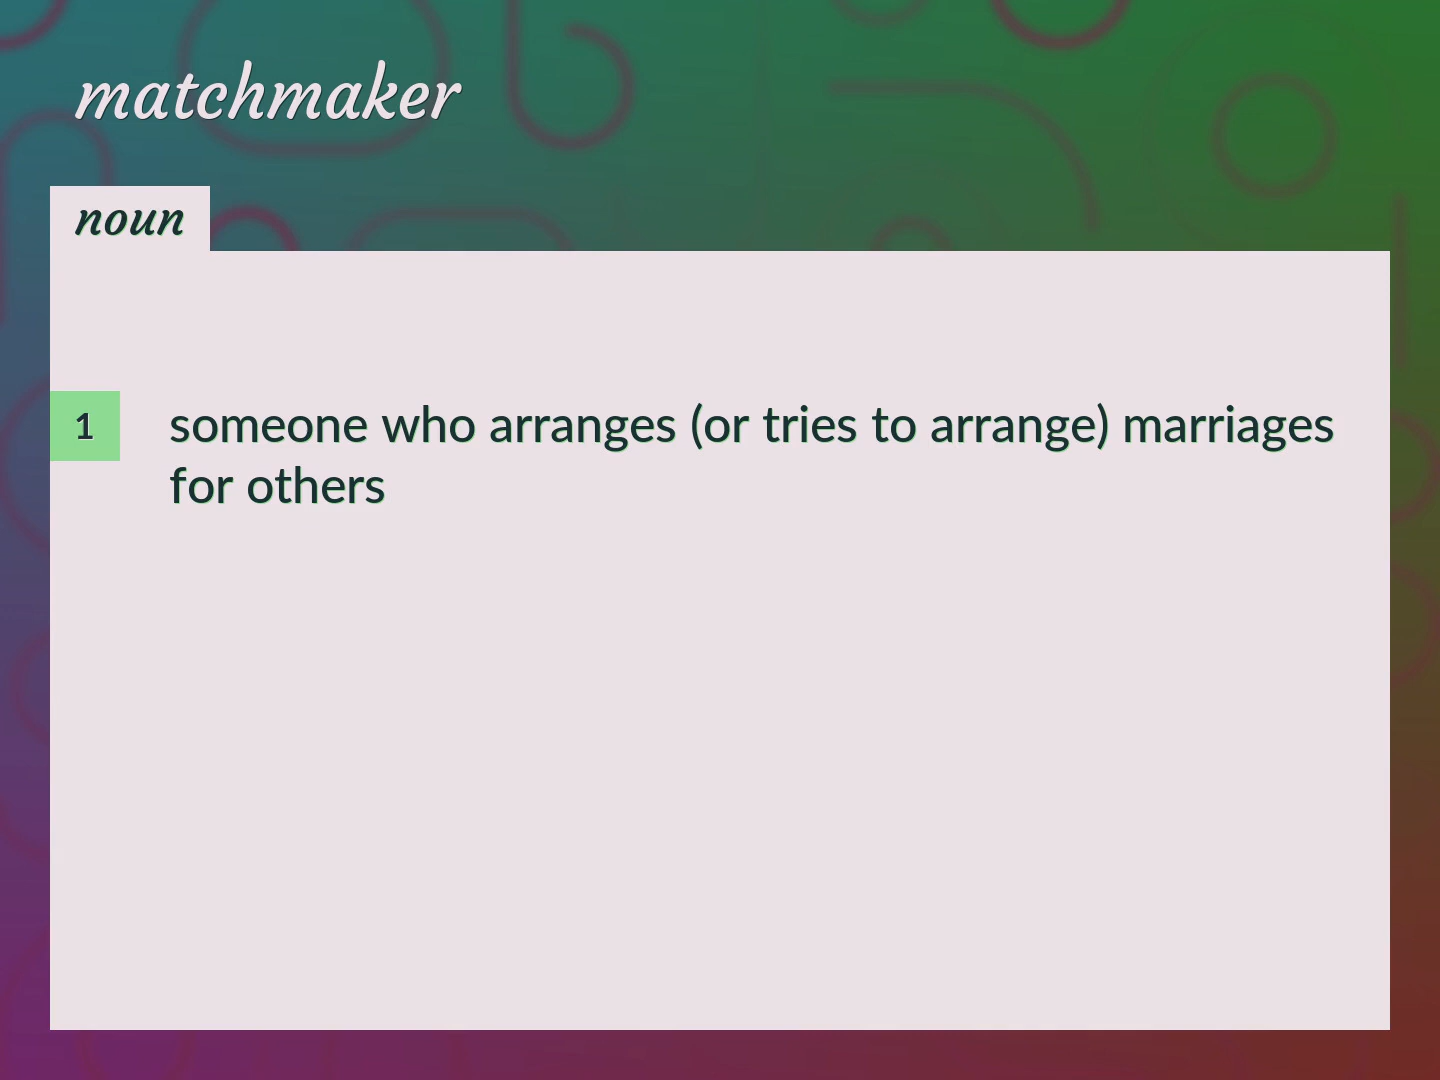 matchmaker
noun
1
someone who arranges (or tries to arrange) marriages
for others